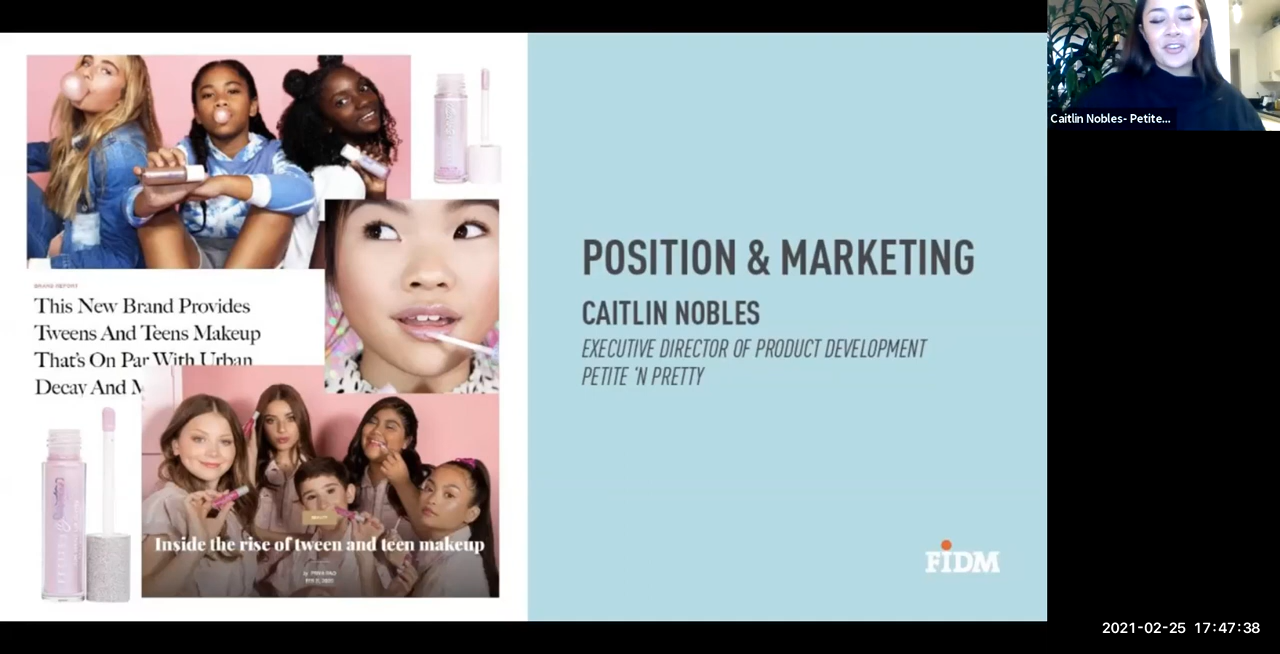 This New Brand Provides
Tweens And Teens Makeup
That's On Par With Urban
Decay And M
Inside the rise of tween and teen makeup
POSITION & MARKETING
CAITLIN NOBLES
EXECUTIVE DIRECTOR OF PRODUCT DEVELOPMENT
PETITE 'N PRETTY
FIDM
Caitlin Nobles- Petite...
2021-02-25 17:47:38